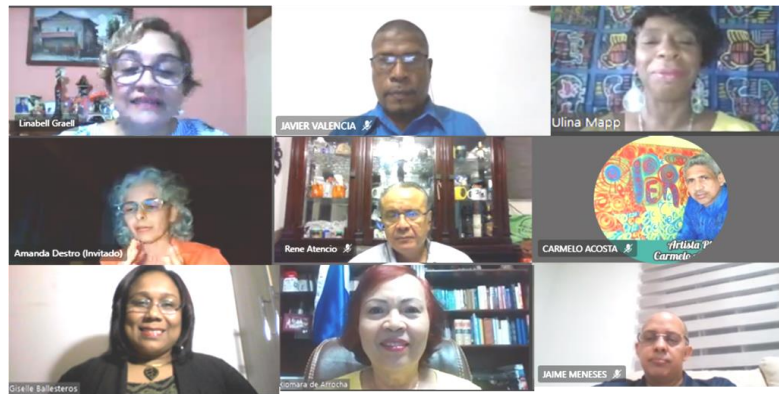 Linabell Graell
JAVIER VALENCIA
Ulina Mapp
Amanda Destro (Invitado)
Rene Atencio
CARMELO ACOSTA
Artista
Carmelo
Giselle Ballesteros
Xiomara de Arrocha
JAIME MENESES